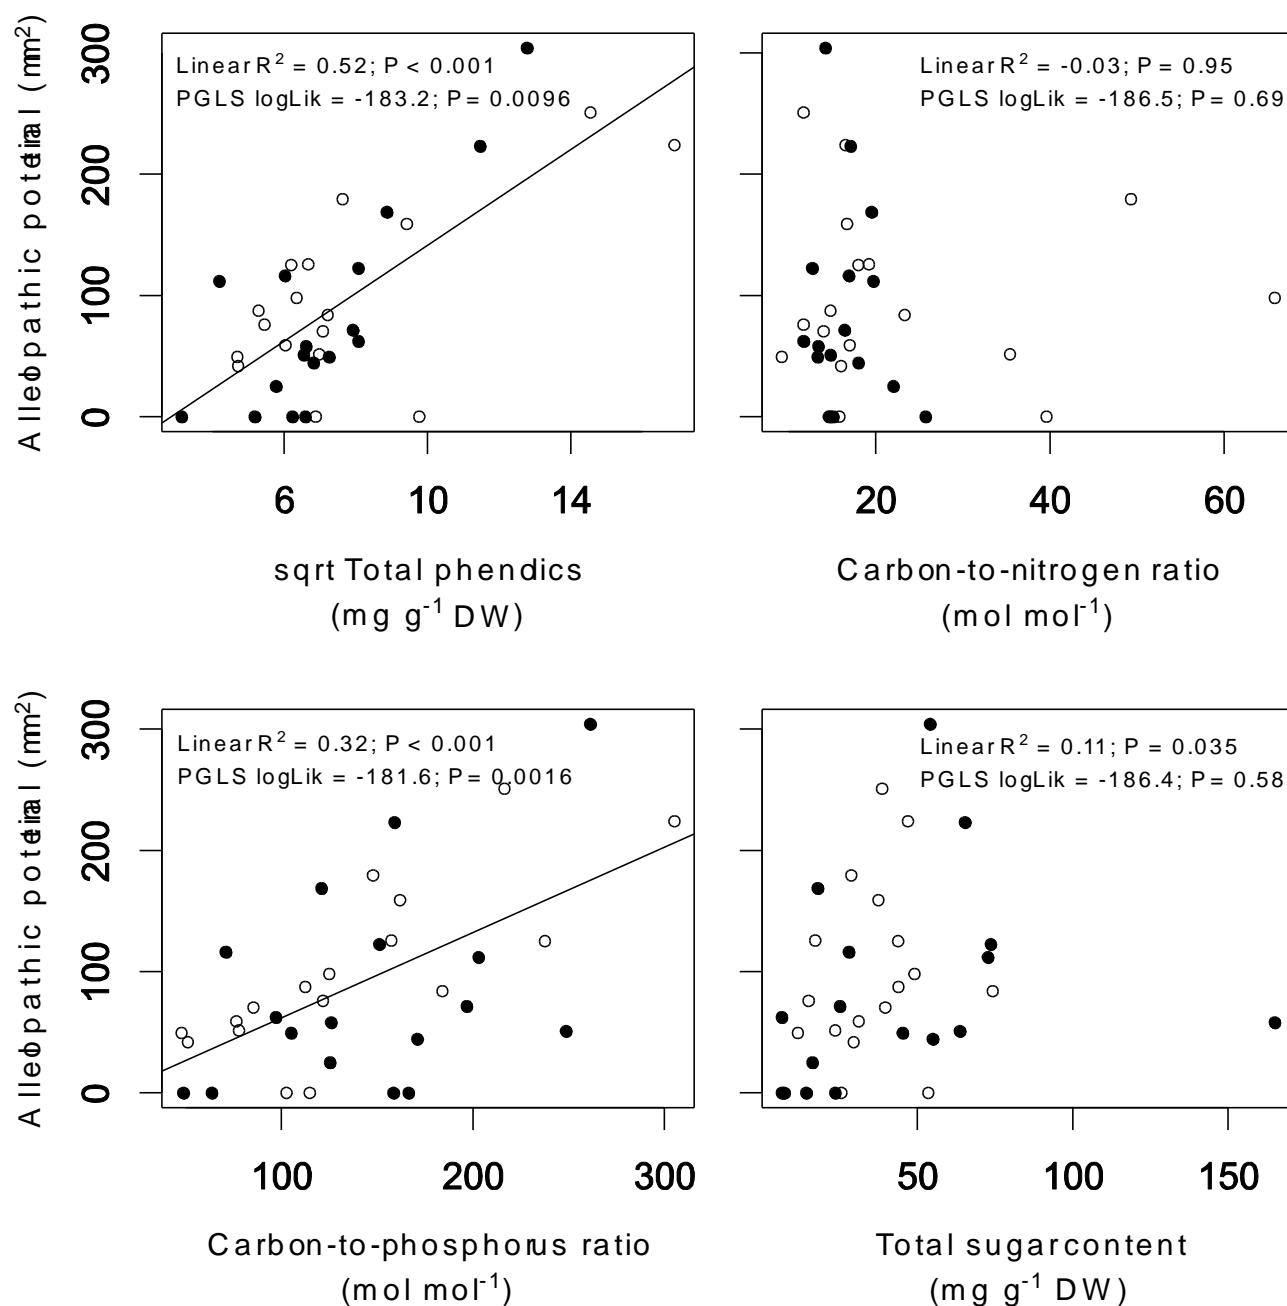 Linear R² = 0.52; P < 0.001
PGLS logLik = -183.2; P = 0.0096
Allelopathic potential (mm²)
300
200
100
0
6 10 14
sqrt Total phenolics
(mg g⁻¹ DW)
Linear R² = -0.03; P = 0.95
PGLS logLik = -186.5; P = 0.69
20 40 60
Carbon-to-nitrogen ratio
(mol mol⁻¹)
Linear R² = 0.32; P < 0.001
PGLS logLik = -181.6; P = 0.0016
Allelopathic potential (mm²)
300
200
100
0
100 200 300
Carbon-to-phosphorus ratio
(mol mol⁻¹)
Linear R² = 0.11; P = 0.035
PGLS logLik = -186.4; P = 0.58
50 100 150
Total sugar content
(mg g⁻¹ DW)